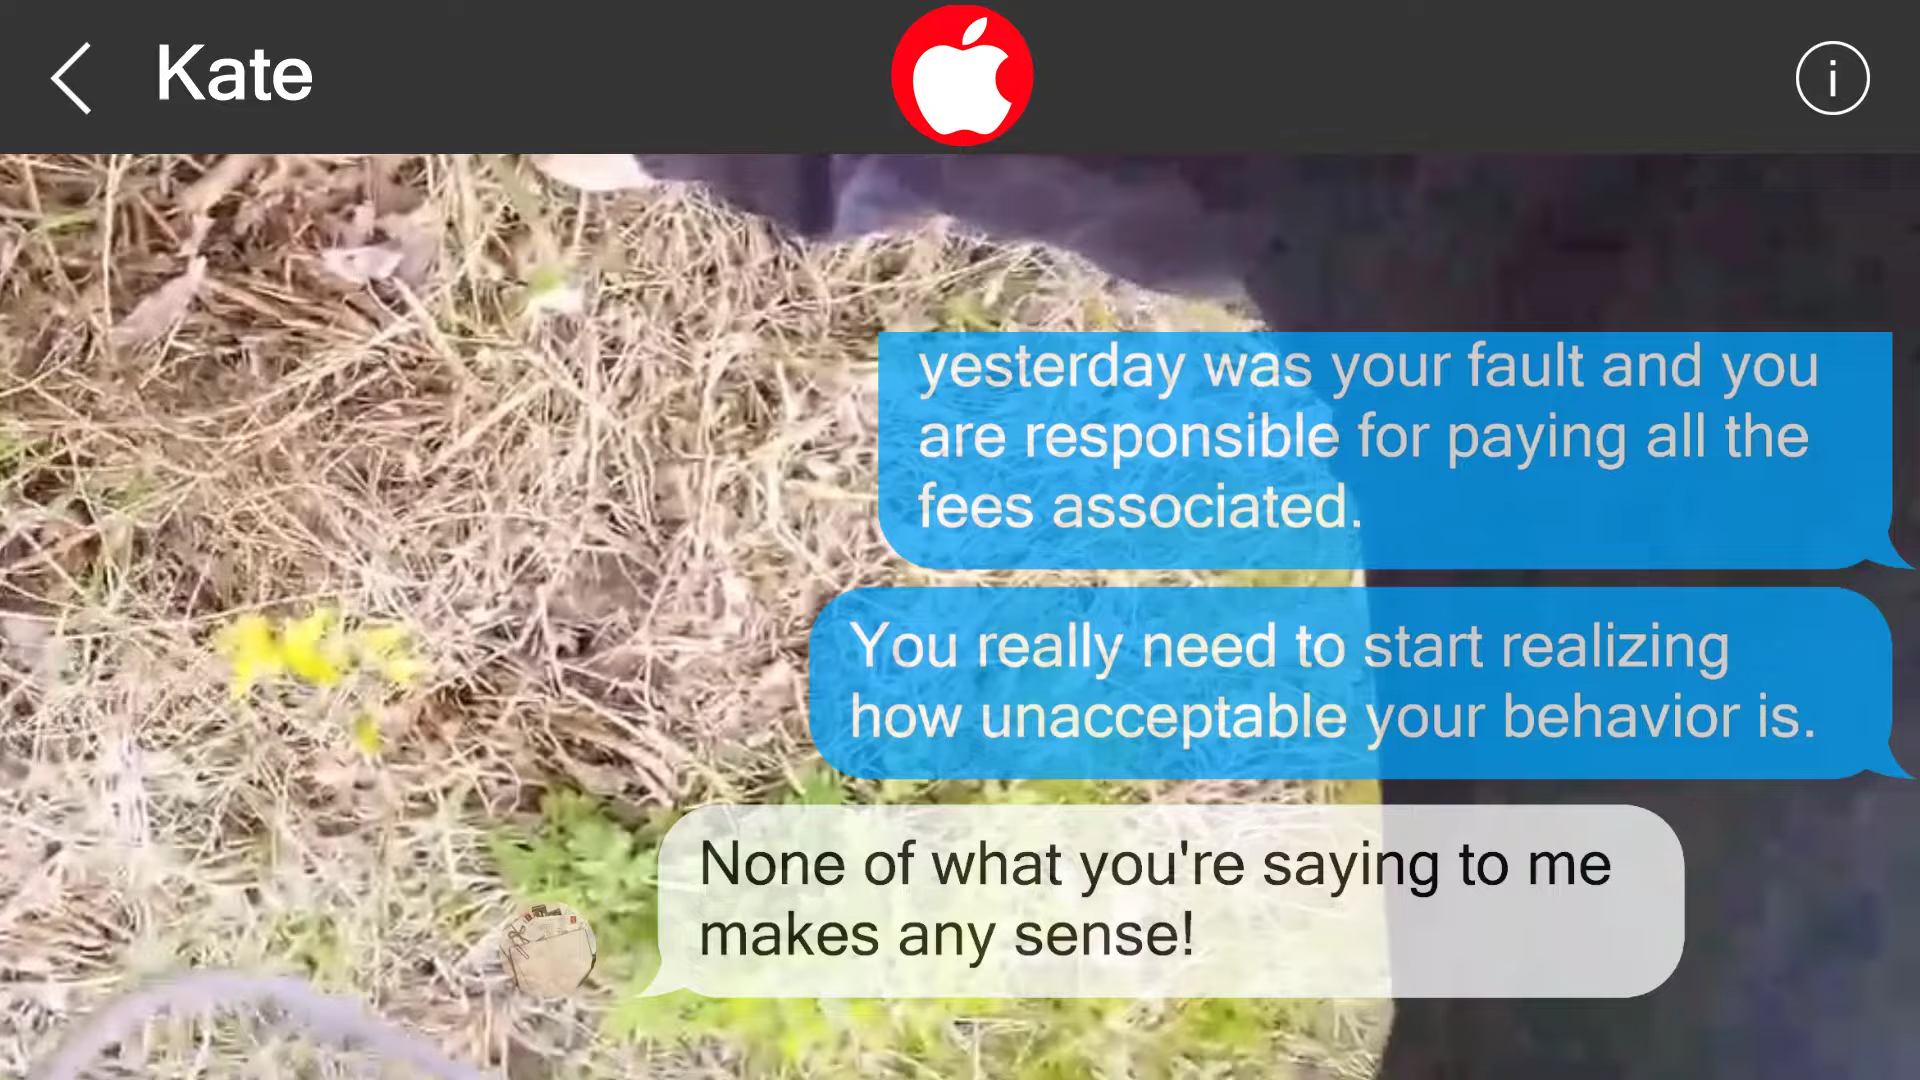 Kate
i
yesterday was your fault and you
are responsible for paying all the
fees associated.
You really need to start realizing
how unacceptable your behavior is.
None of what you're saying to me
makes any sense!